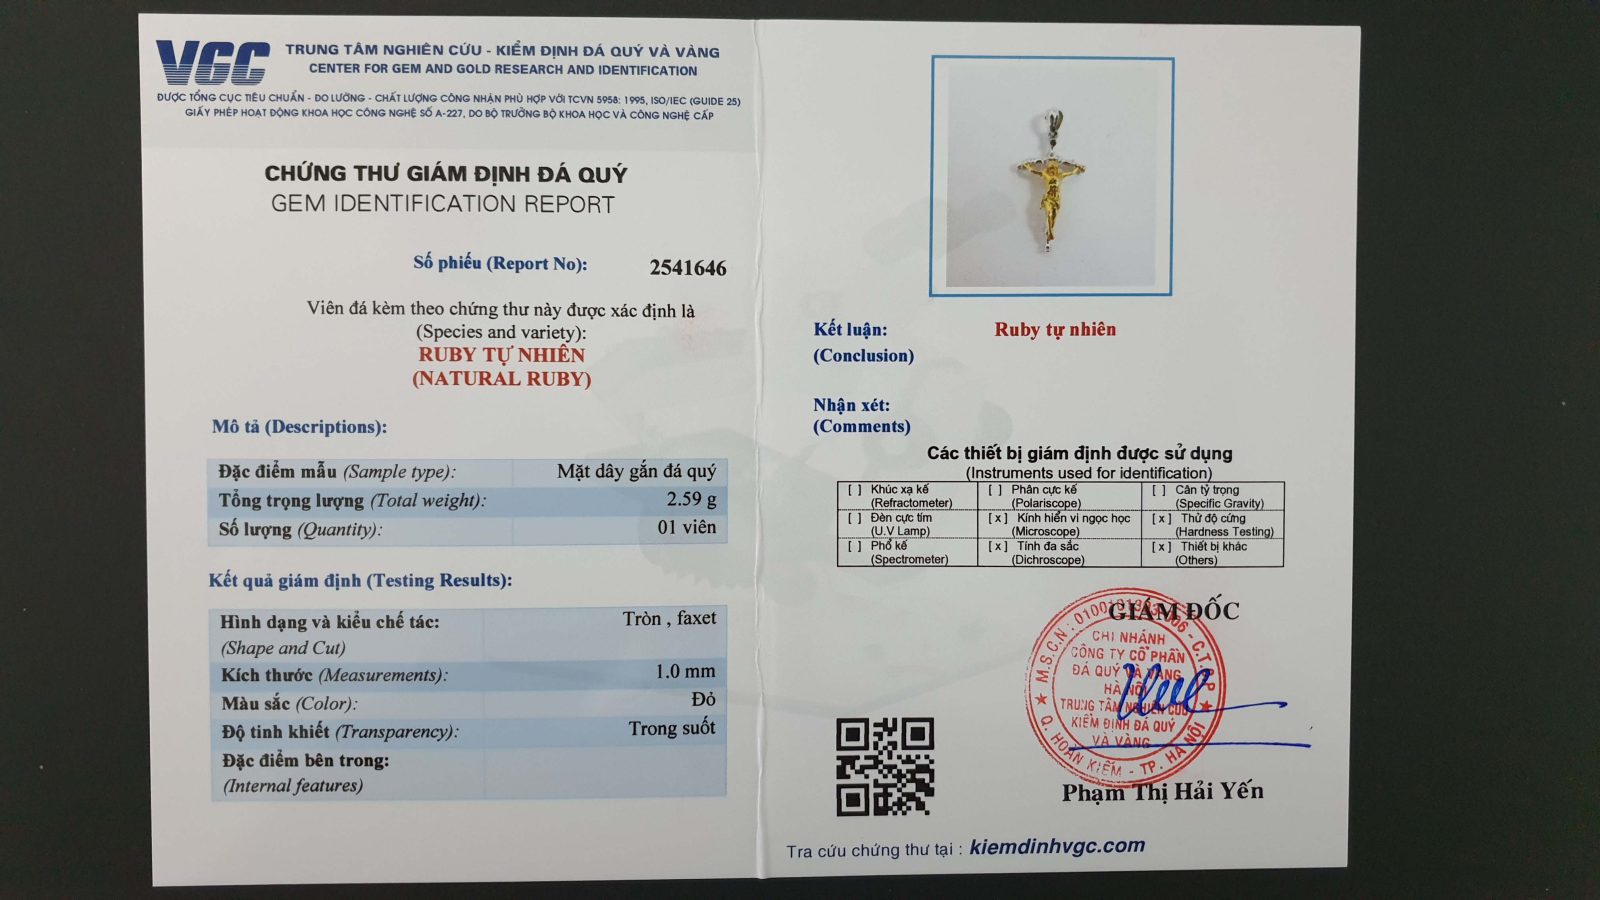 VGC
TRUNG TÂM NGHIÊN CỨU - KIỂM ĐỊNH ĐÁ QUÝ VÀ VÀNG
CENTER FOR GEM AND GOLD RESEARCH AND IDENTIFICATION
ĐƯỢC TỔNG CỤC TIÊU CHUẨN - ĐO LƯỜNG - CHẤT LƯỢNG CÔNG NHẬN PHÙ HỢP VỚI TCVN 5958: 1995, ISO/IEC (GUIDE 25)
GIẤY PHÉP HOẠT ĐỘNG KHOA HỌC CÔNG NGHỆ SỐ A-227, DO BỘ TRƯỞNG BỘ KHOA HỌC VÀ CÔNG NGHỆ CẤP
CHỨNG THƯ GIÁM ĐỊNH ĐÁ QUÝ
GEM IDENTIFICATION REPORT
Số phiếu (Report No): 2541646
Viên đá kèm theo chứng thư này được xác định là
(Species and variety):
RUBY TỰ NHIÊN
(NATURAL RUBY)
Mô tả (Descriptions):
Đặc điểm mẫu (Sample type): Mặt dây gắn đá quý
Tổng trọng lượng (Total weight): 2.59 g
Số lượng (Quantity): 01 viên
Kết quả giám định (Testing Results):
Hình dạng và kiểu chế tác: Tròn , faxet
(Shape and Cut)
Kích thước (Measurements): 1.0 mm
Màu sắc (Color): Đỏ
Độ tinh khiết (Transparency): Trong suốt
Đặc điểm bên trong:
(Internal features)
Kết luận: Ruby tự nhiên
(Conclusion)
Nhận xét:
(Comments)
Các thiết bị giám định được sử dụng
(Instruments used for identification)
[ ] Khúc xạ kế [ ] Phân cực kế [ ] Cân tỷ trọng
(Refractometer) (Polariscope) (Specific Gravity)
[ ] Đèn cực tím [x] Kính hiển vi ngọc học [x] Thử độ cứng
(U.V Lamp) (Microscope) (Hardness Testing)
[ ] Phổ kế [x] Tính đa sắc [x] Thiết bị khác
(Spectrometer) (Dichroscope) (Others)
GIÁM ĐỐC
CHI NHÁNH
CÔNG TY CỔ PHẦN
ĐÁ QUÝ VÀ VÀNG
HÀ NỘI
TRUNG TÂM NGHIÊN CỨU
KIỂM ĐỊNH ĐÁ QUÝ
VÀ VÀNG
Q. HOÀN KIẾM - TP. HÀ NỘI
Phạm Thị Hải Yến
Tra cứu chứng thư tại : kiemdinhvgc.com